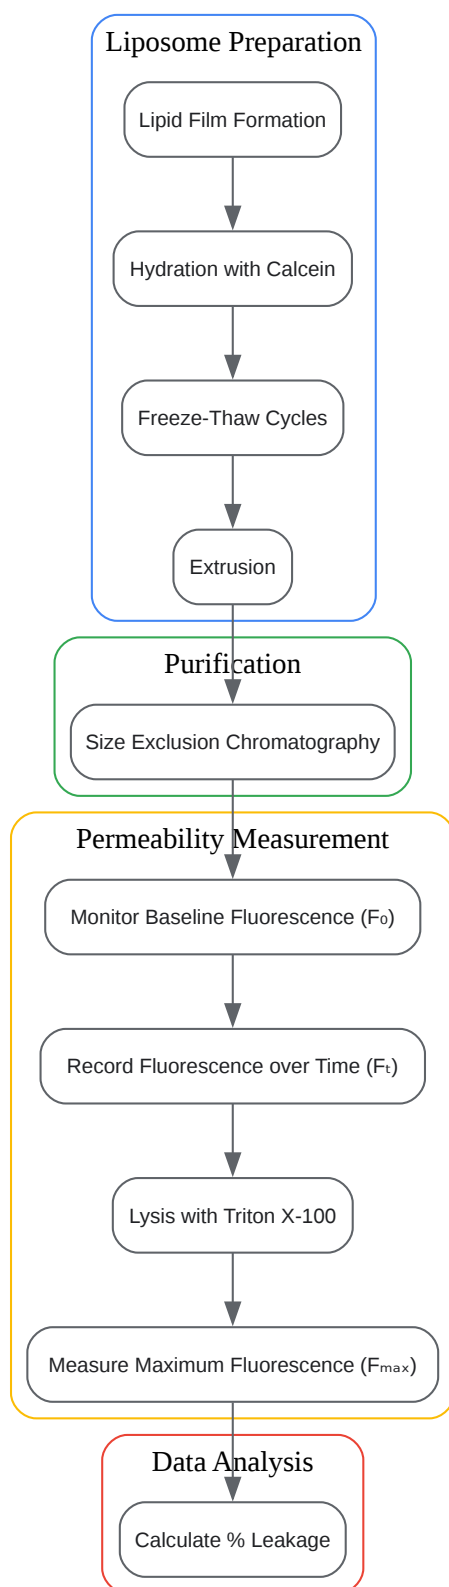 Liposome Preparation
Lipid Film Formation
Hydration with Calcein
Freeze-Thaw Cycles
Extrusion
Purification
Size Exclusion Chromatography
Permeability Measurement
Monitor Baseline Fluorescence (F₀)
Record Fluorescence over Time (Fₜ)
Lysis with Triton X-100
Measure Maximum Fluorescence (Fₘₐₓ)
Data Analysis
Calculate % Leakage